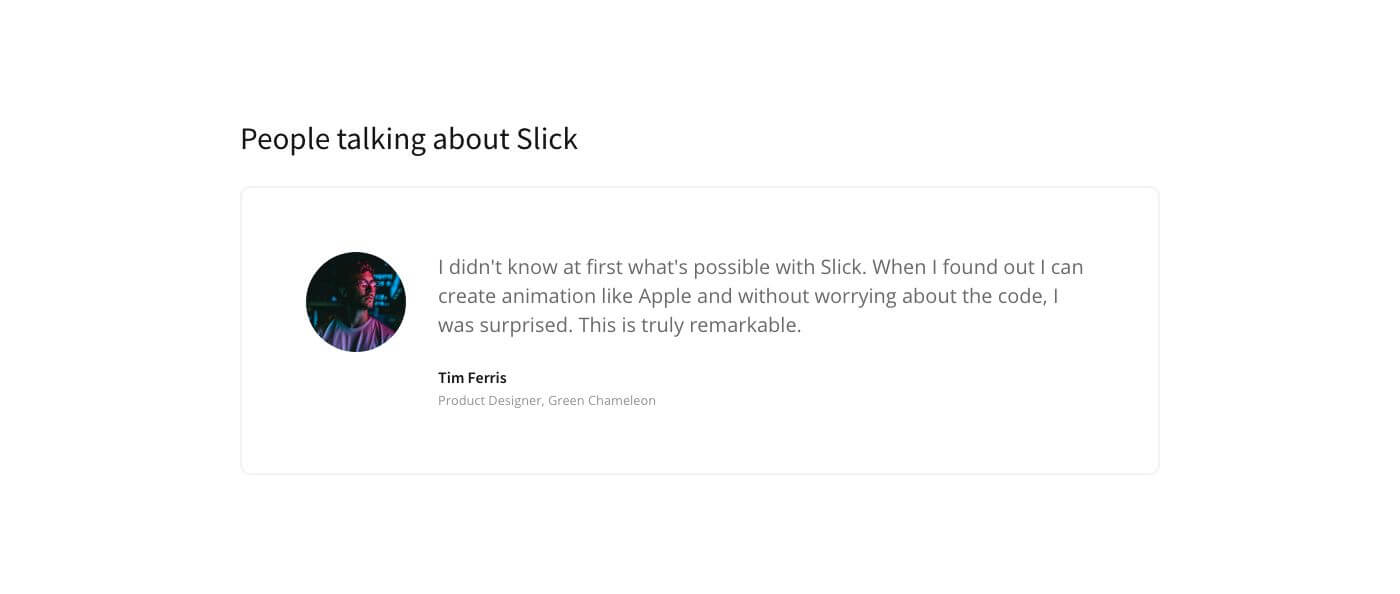 People talking about Slick
I didn't know at first what's possible with Slick. When I found out I can
create animation like Apple and without worrying about the code, I
was surprised. This is truly remarkable.
Tim Ferris
Product Designer, Green Chameleon